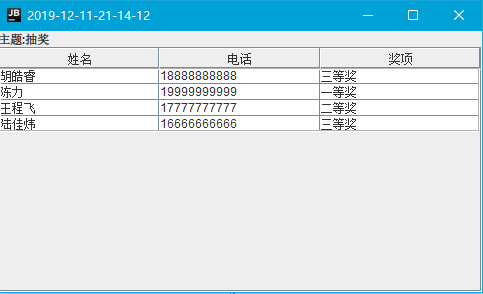 JB 2019-12-11-21-14-12
主题:抽奖
姓名 电话 奖项
胡皓睿 18888888888 三等奖
陈力 19999999999 一等奖
王程飞 17777777777 二等奖
陆佳炜 16666666666 三等奖